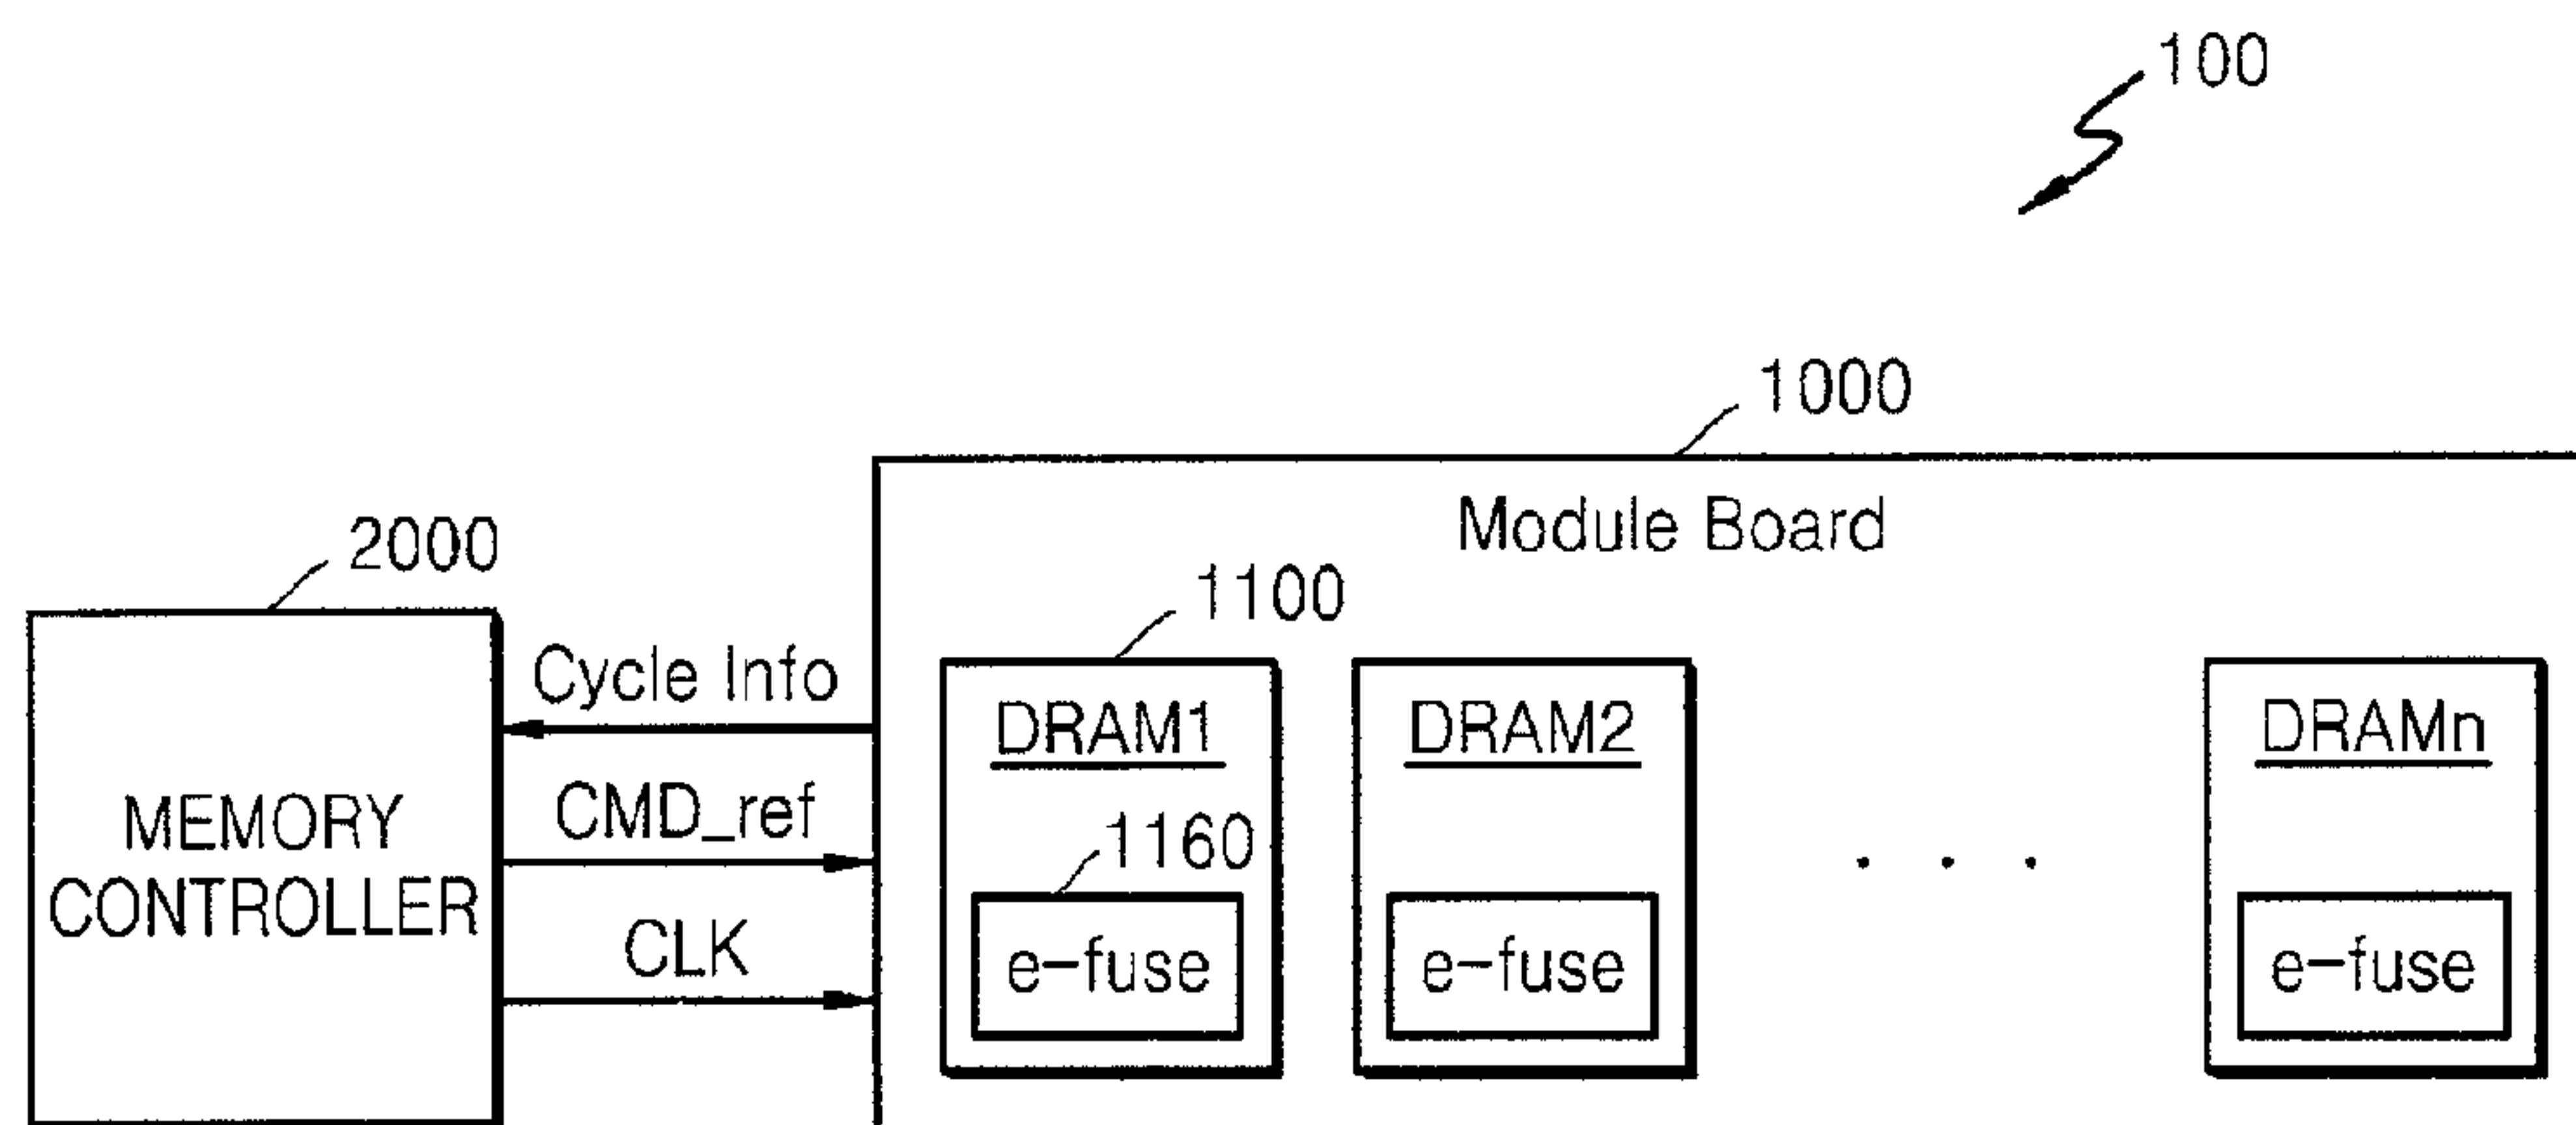 100
1000
Module Board
2000
1100
Cycle Info
DRAM1
DRAM2
DRAMn
CMD_ref
1160
MEMORY
CONTROLLER
CLK
e-fuse
e-fuse
e-fuse
. . .